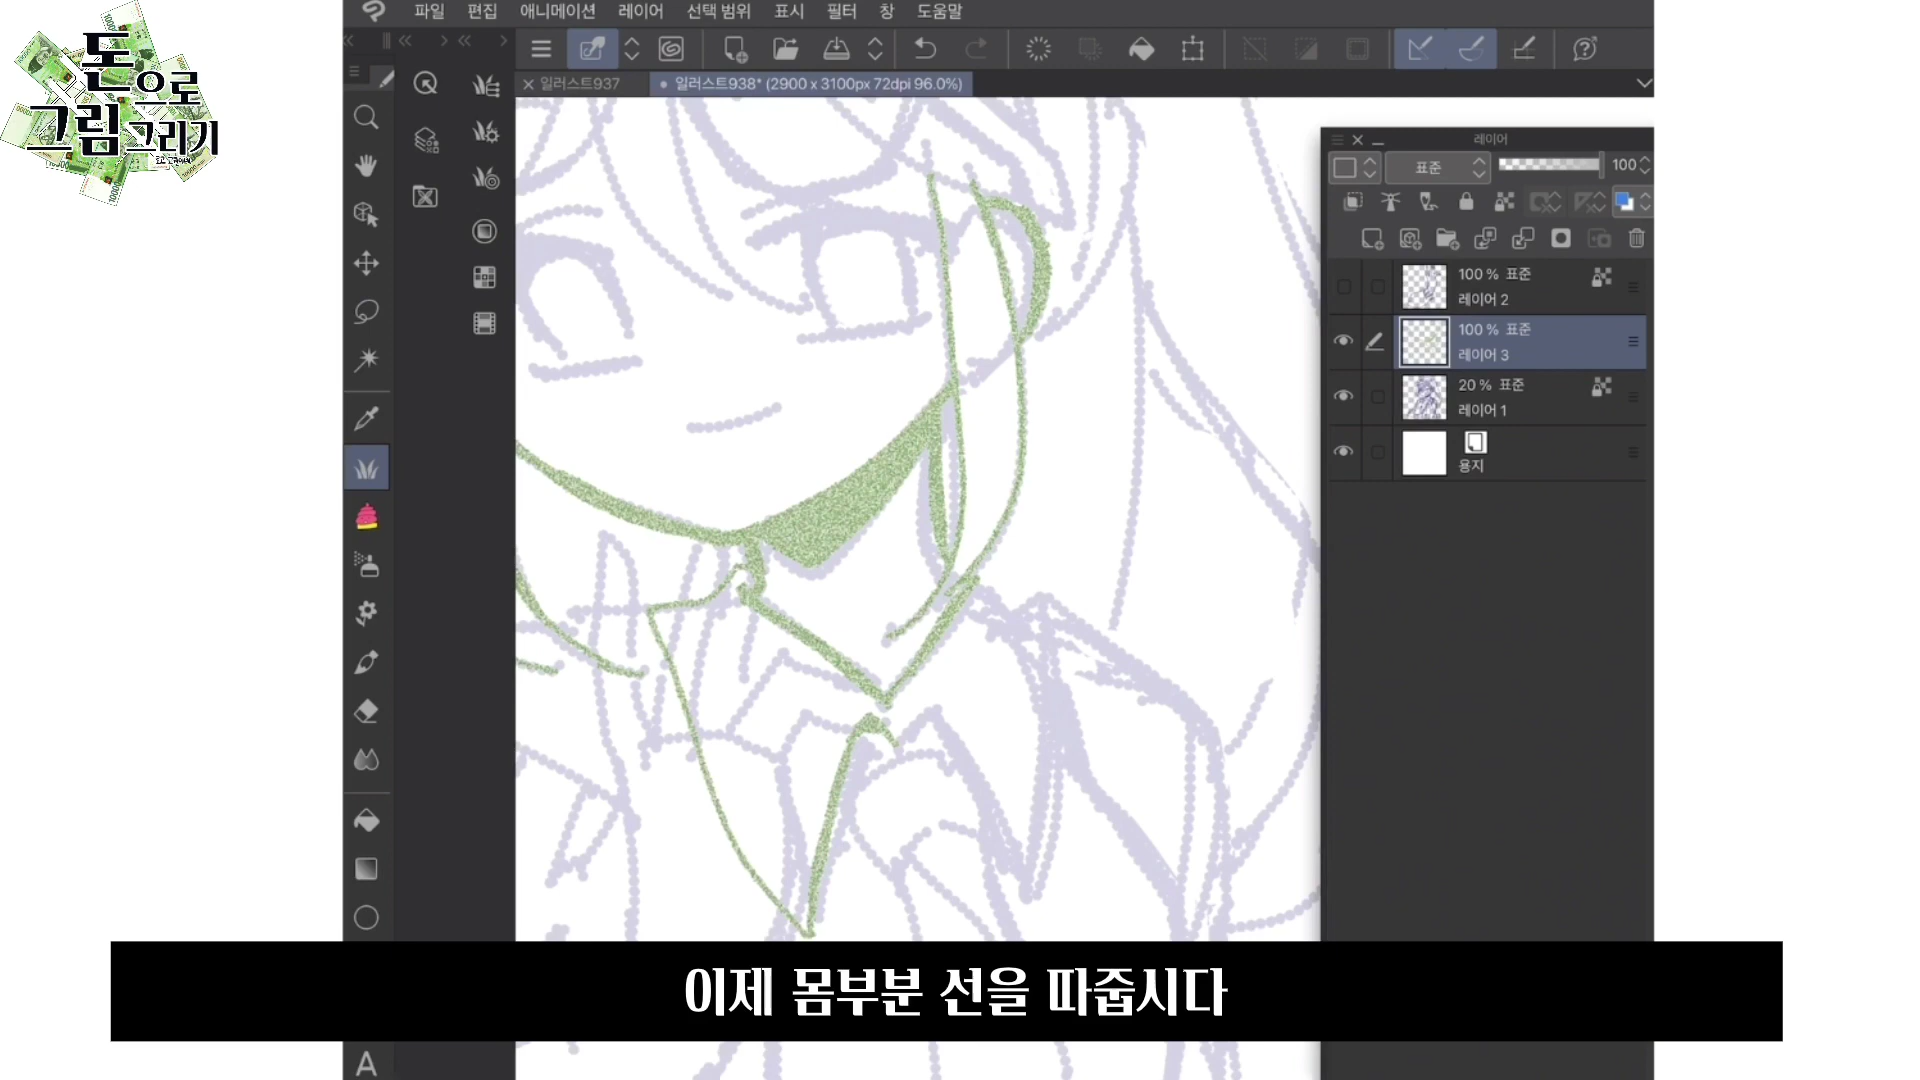 돈으로
그림그리기
파일 편집 애니메이션 레이어 선택 범위 표시 필터 창 도움말
일러스트937
일러스트938* (2900 x 3100px 72dpi 96.0%)
레이어
표준
100
100 % 표준
레이어 2
100 % 표준
레이어 3
20 % 표준
레이어 1
용지
A
이제 몸부분 선을 따줍시다